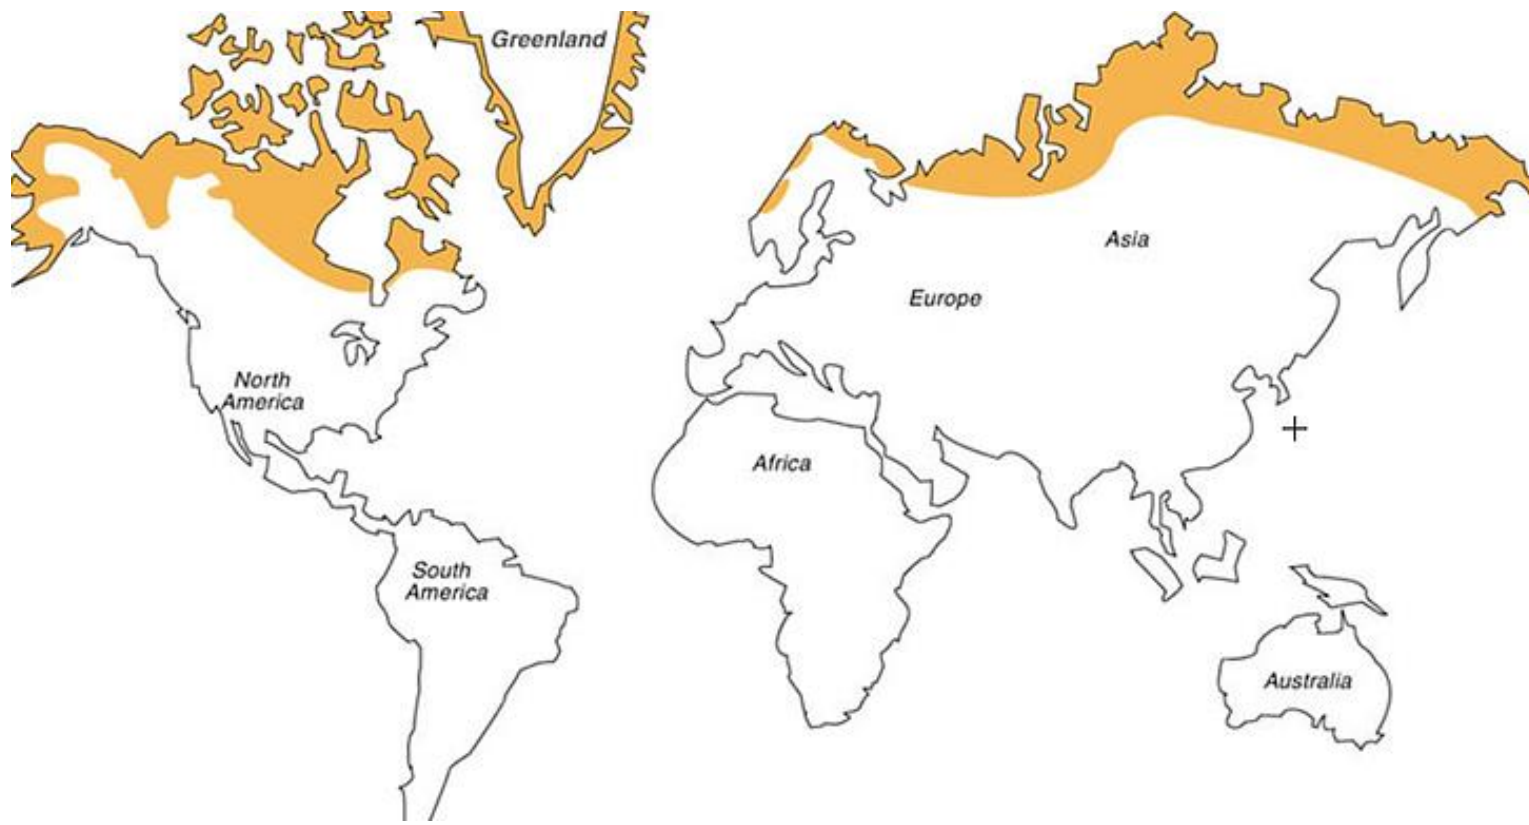 Greenland
Asia
Europe
North
America
Africa
South
America
Australia